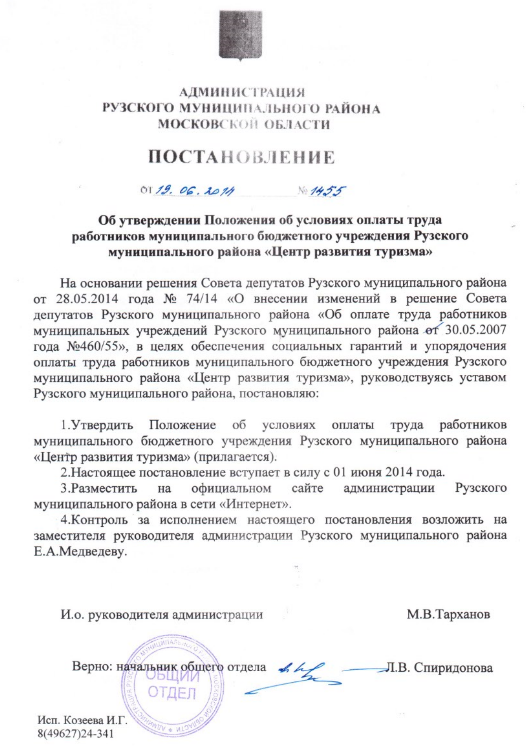 АДМИНИСТРАЦИЯ
РУЗСКОГО МУНИЦИПАЛЬНОГО РАЙОНА
МОСКОВСКОЙ ОБЛАСТИ
ПОСТАНОВЛЕНИЕ
от 19.06.2014 № 1455
Об утверждении Положения об условиях оплаты труда
работников муниципального бюджетного учреждения Рузского
муниципального района «Центр развития туризма»
На основании решения Совета депутатов Рузского муниципального района
от 28.05.2014 года № 74/14 «О внесении изменений в решение Совета
депутатов Рузского муниципального района «Об оплате труда работников
муниципальных учреждений Рузского муниципального района от 30.05.2007
года №460/55», в целях обеспечения социальных гарантий и упорядочения
оплаты труда работников муниципального бюджетного учреждения Рузского
муниципального района «Центр развития туризма», руководствуясь уставом
Рузского муниципального района, постановляю:
1.Утвердить Положение об условиях оплаты труда работников
муниципального бюджетного учреждения Рузского муниципального района
«Центр развития туризма» (прилагается).
2.Настоящее постановление вступает в силу с 01 июня 2014 года.
3.Разместить на официальном сайте администрации Рузского
муниципального района в сети «Интернет».
4.Контроль за исполнением настоящего постановления возложить на
заместителя руководителя администрации Рузского муниципального района
Е.А.Медведеву.
И.о. руководителя администрации М.В.Тарханов
Верно: начальник общего отдела Л.В. Спиридонова
ОБЩИЙ
ОТДЕЛ
Исп. Козеева И.Г.
8(49627)24-341